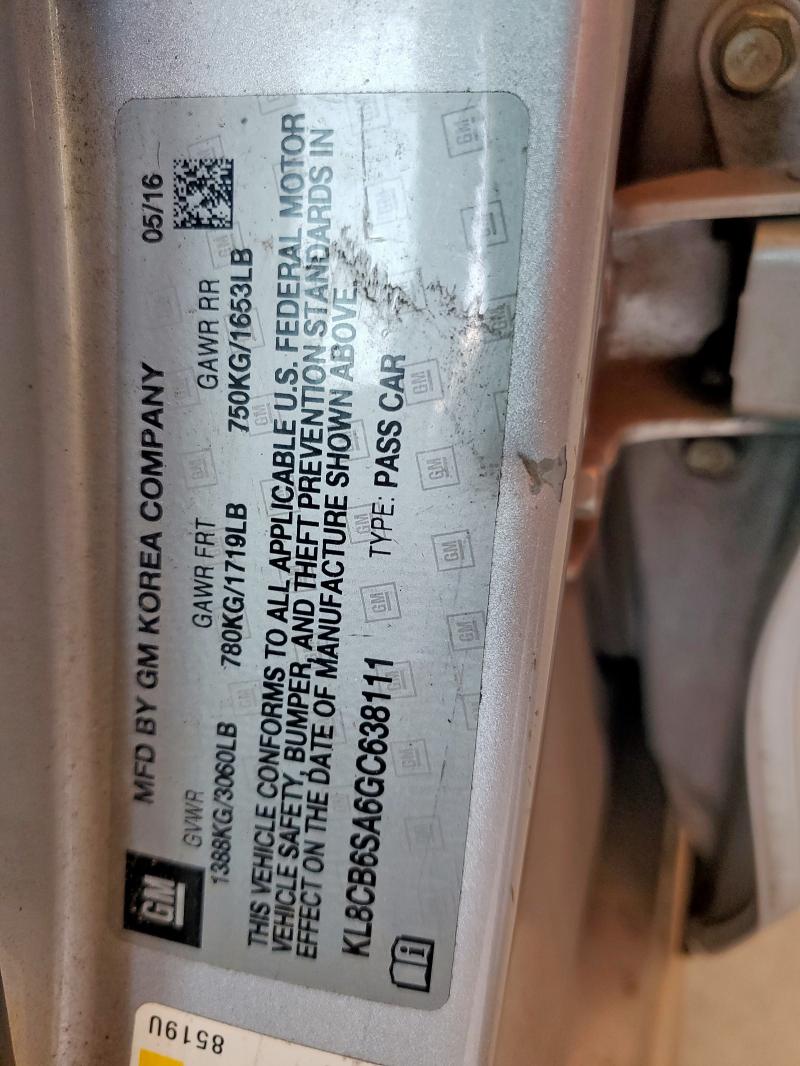 GM
MFD BY GM KOREA COMPANY 05/16
GVWR GAWR FRT GAWR RR
1388KG/3060LB 780KG/1719LB 750KG/1653LB
THIS VEHICLE CONFORMS TO ALL APPLICABLE U.S. FEDERAL MOTOR
VEHICLE SAFETY, BUMPER, AND THEFT PREVENTION STANDARDS IN
EFFECT ON THE DATE OF MANUFACTURE SHOWN ABOVE.
KL8CB6SA6GC638111 TYPE: PASS CAR
8519U